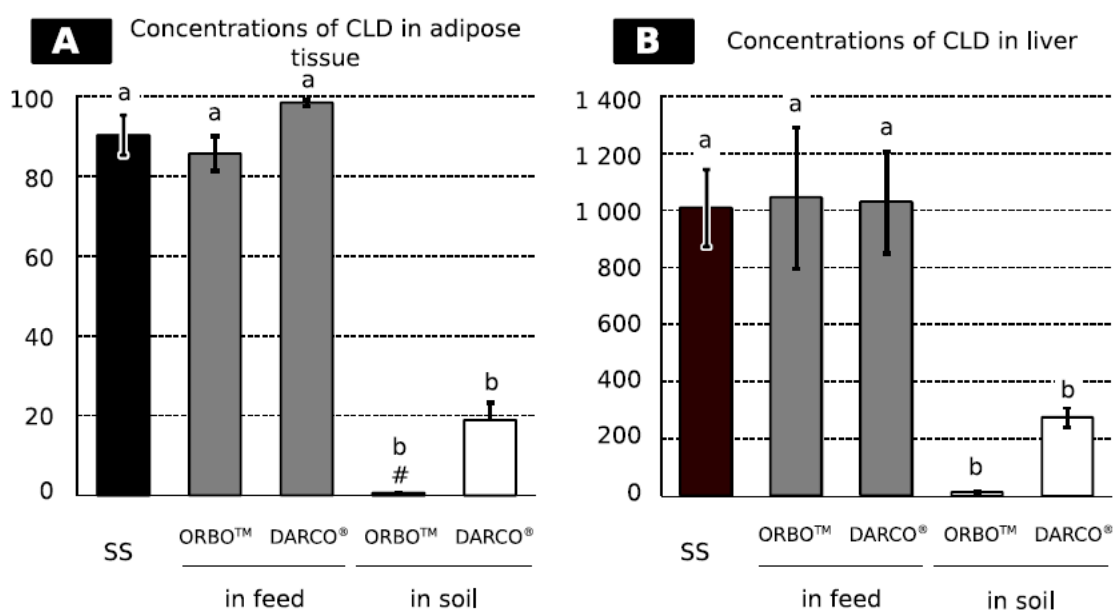 A
Concentrations of CLD in adipose
tissue
100
80
60
40
20
0
a
a
a
b
#
b
SS
ORBO™
DARCO®
ORBO™
DARCO®
in feed
in soil
B
Concentrations of CLD in liver
1 400
1 200
1 000
800
600
400
200
0
a
a
a
b
b
SS
ORBO™
DARCO®
ORBO™
DARCO®
in feed
in soil